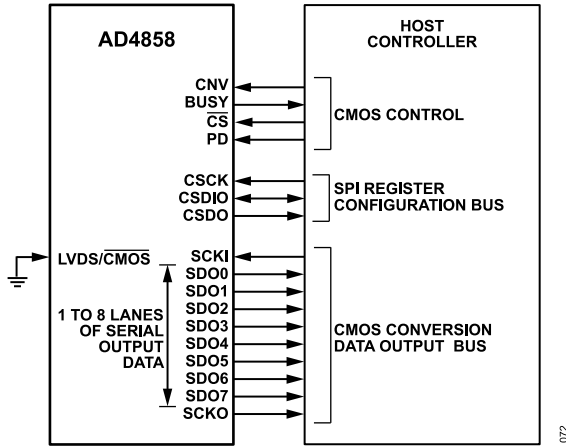 AD4858
HOST
CONTROLLER
CNV
BUSY
CS
PD
CMOS CONTROL
CSCK
CSDIO
CSDO
SPI REGISTER
CONFIGURATION BUS
LVDS/CMOS
SCKI
SDO0
SDO1
SDO2
SDO3
SDO4
SDO5
SDO6
SDO7
SCKO
1 TO 8 LANES
OF SERIAL
OUTPUT
DATA
CMOS CONVERSION
DATA OUTPUT BUS
072